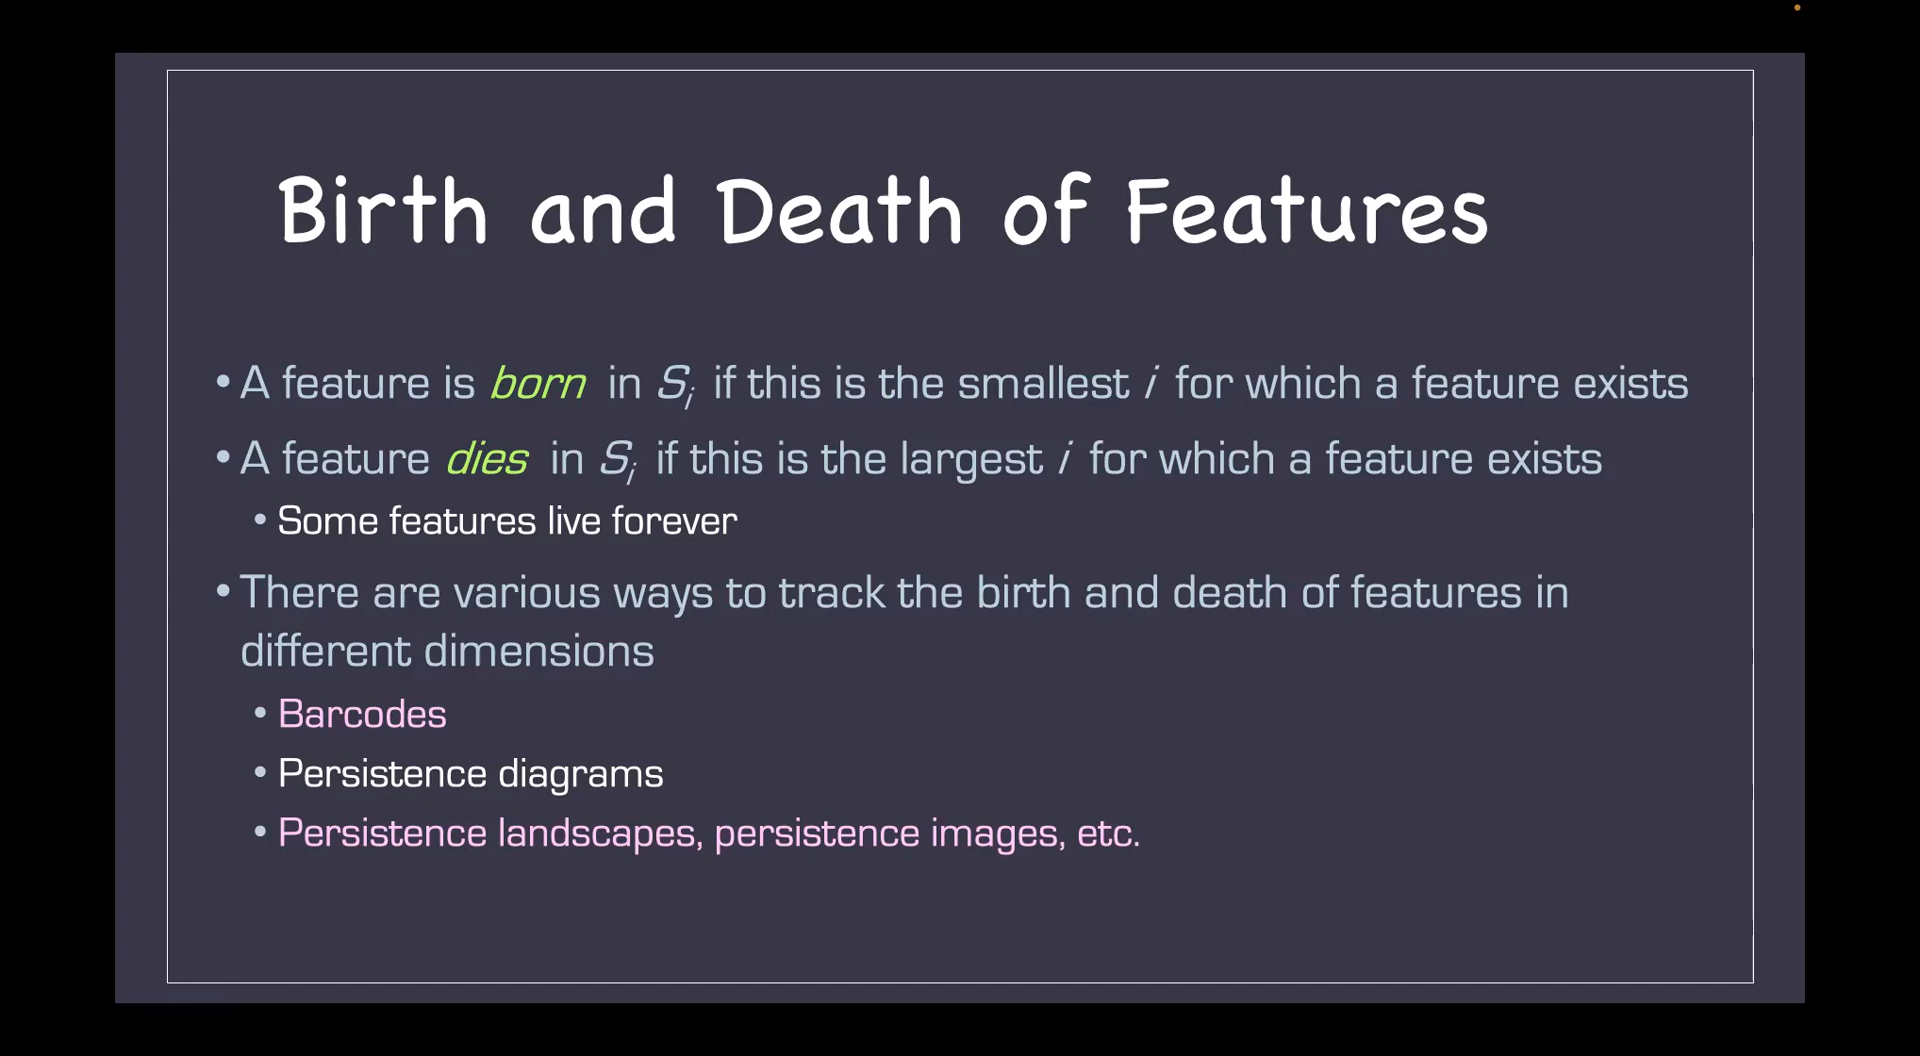 Birth and Death of Features
• A feature is born in Sᵢ if this is the smallest i for which a feature exists
• A feature dies in Sᵢ if this is the largest i for which a feature exists
• Some features live forever
• There are various ways to track the birth and death of features in
different dimensions
• Barcodes
• Persistence diagrams
• Persistence landscapes, persistence images, etc.